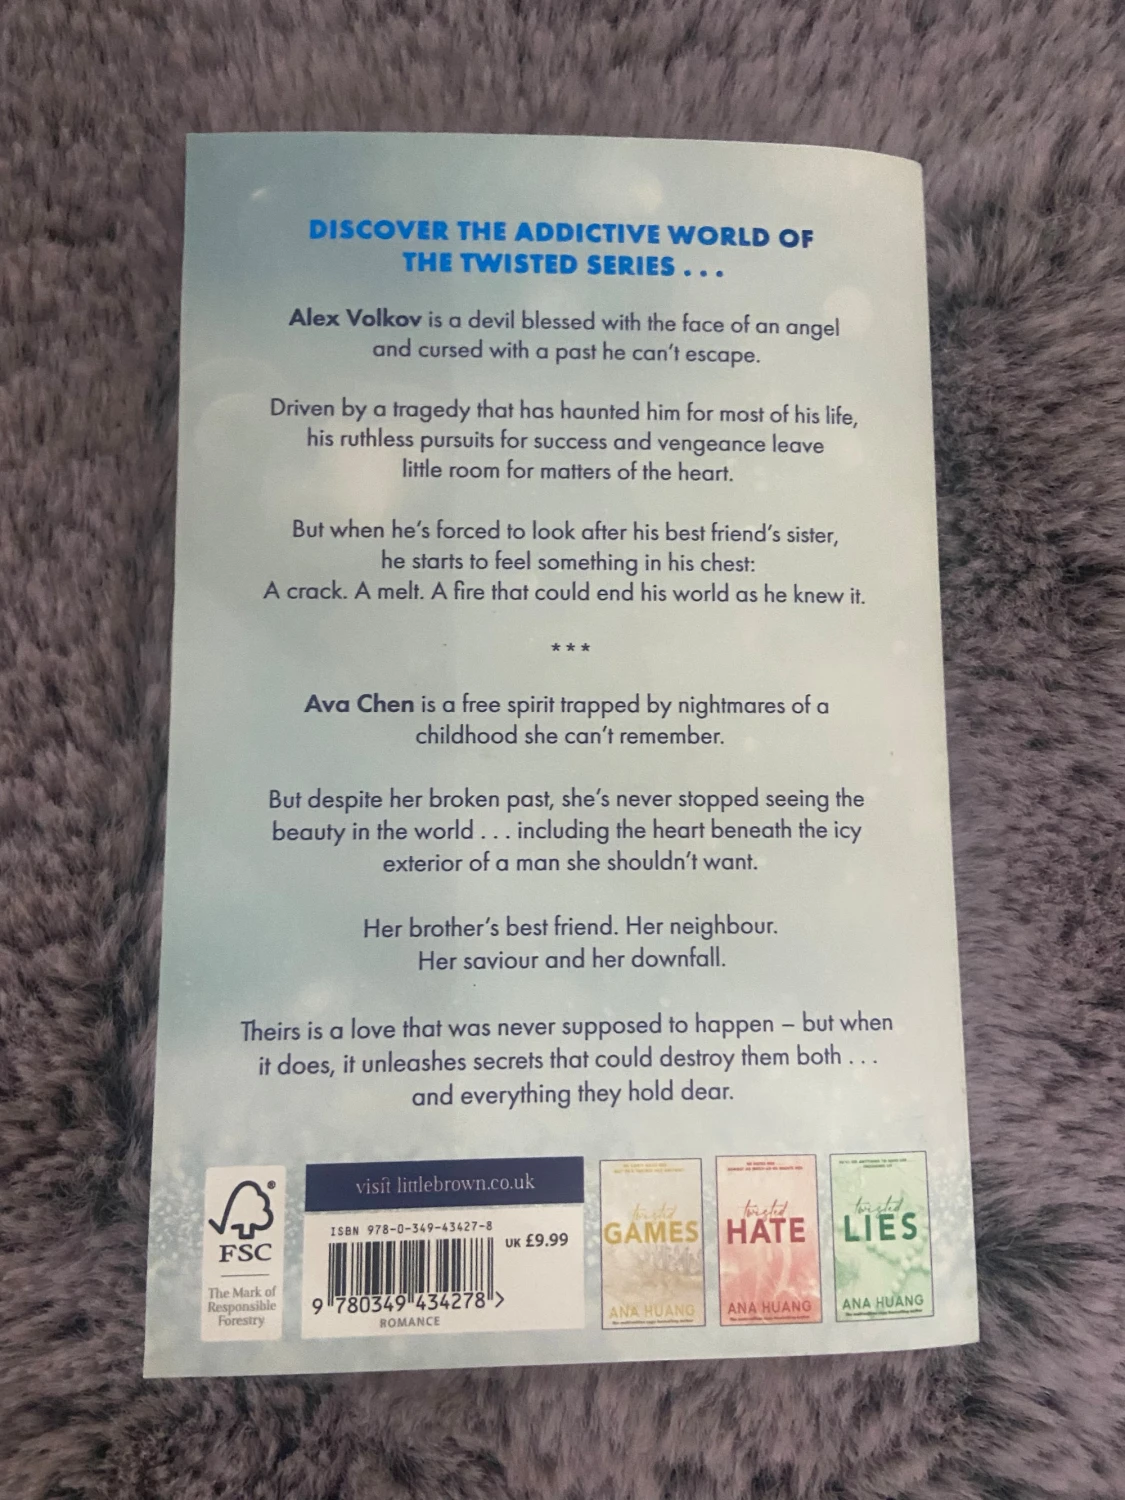 DISCOVER THE ADDICTIVE WORLD OF
THE TWISTED SERIES . . .
Alex Volkov is a devil blessed with the face of an angel
and cursed with a past he can't escape.
Driven by a tragedy that has haunted him for most of his life,
his ruthless pursuits for success and vengeance leave
little room for matters of the heart.
But when he's forced to look after his best friend's sister,
he starts to feel something in his chest:
A crack. A melt. A fire that could end his world as he knew it.
***
Ava Chen is a free spirit trapped by nightmares of a
childhood she can't remember.
But despite her broken past, she's never stopped seeing the
beauty in the world . . . including the heart beneath the icy
exterior of a man she shouldn't want.
Her brother's best friend. Her neighbour.
Her saviour and her downfall.
Theirs is a love that was never supposed to happen – but when
it does, it unleashes secrets that could destroy them both . . .
and everything they hold dear.
FSC
®
The Mark of
Responsible
Forestry
visit littlebrown.co.uk
ISBN 978-0-349-43427-8
UK £9.99
9 780349 434278 >
ROMANCE
twisted
GAMES
ANA HUANG
twisted
HATE
ANA HUANG
twisted
LIES
ANA HUANG